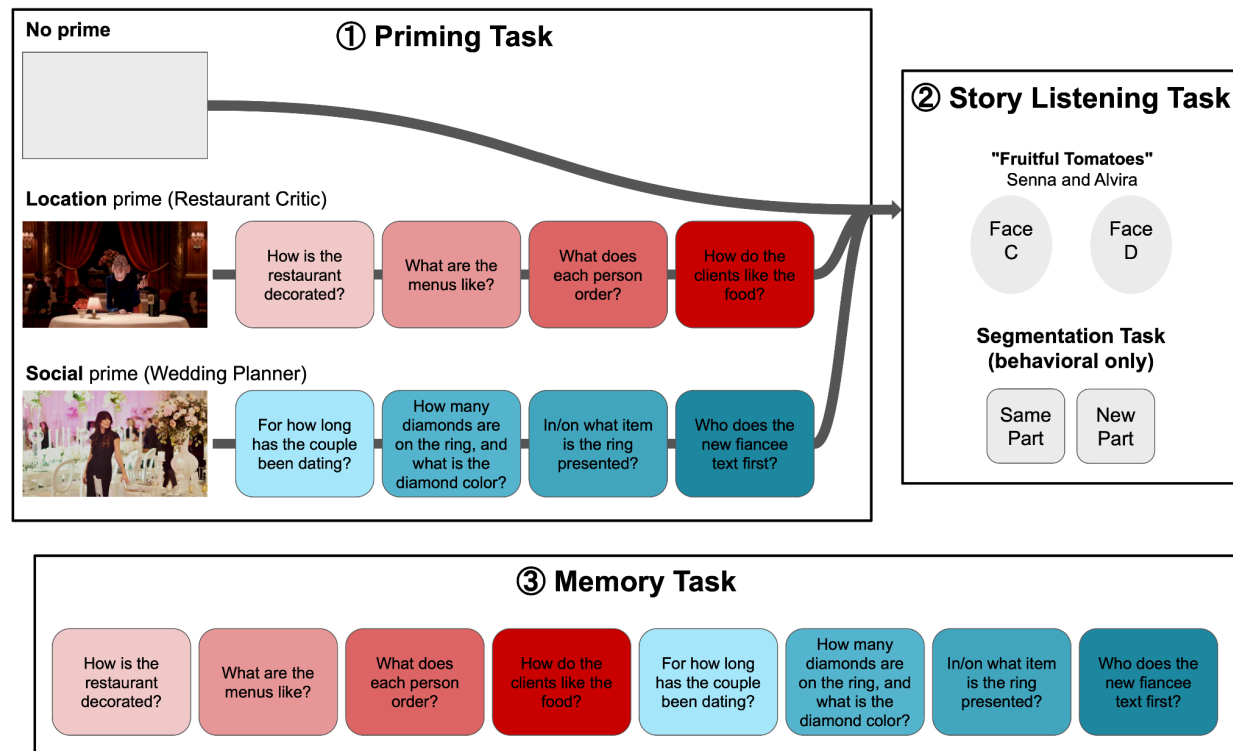 ① Priming Task
No prime
Location prime (Restaurant Critic)
How is the
restaurant
decorated?
What are the
menus like?
What does
each person
order?
How do the
clients like the
food?
Social prime (Wedding Planner)
For how long
has the couple
been dating?
How many
diamonds are
on the ring, and
what is the
diamond color?
In/on what item
is the ring
presented?
Who does the
new fiancee
text first?
② Story Listening Task
"Fruitful Tomatoes"
Senna and Alvira
Face
C
Face
D
Segmentation Task
(behavioral only)
Same
Part
New
Part
③ Memory Task
How is the
restaurant
decorated?
What are the
menus like?
What does
each person
order?
How do the
clients like the
food?
For how long
has the couple
been dating?
How many
diamonds are
on the ring, and
what is the
diamond color?
In/on what item
is the ring
presented?
Who does the
new fiancee
text first?